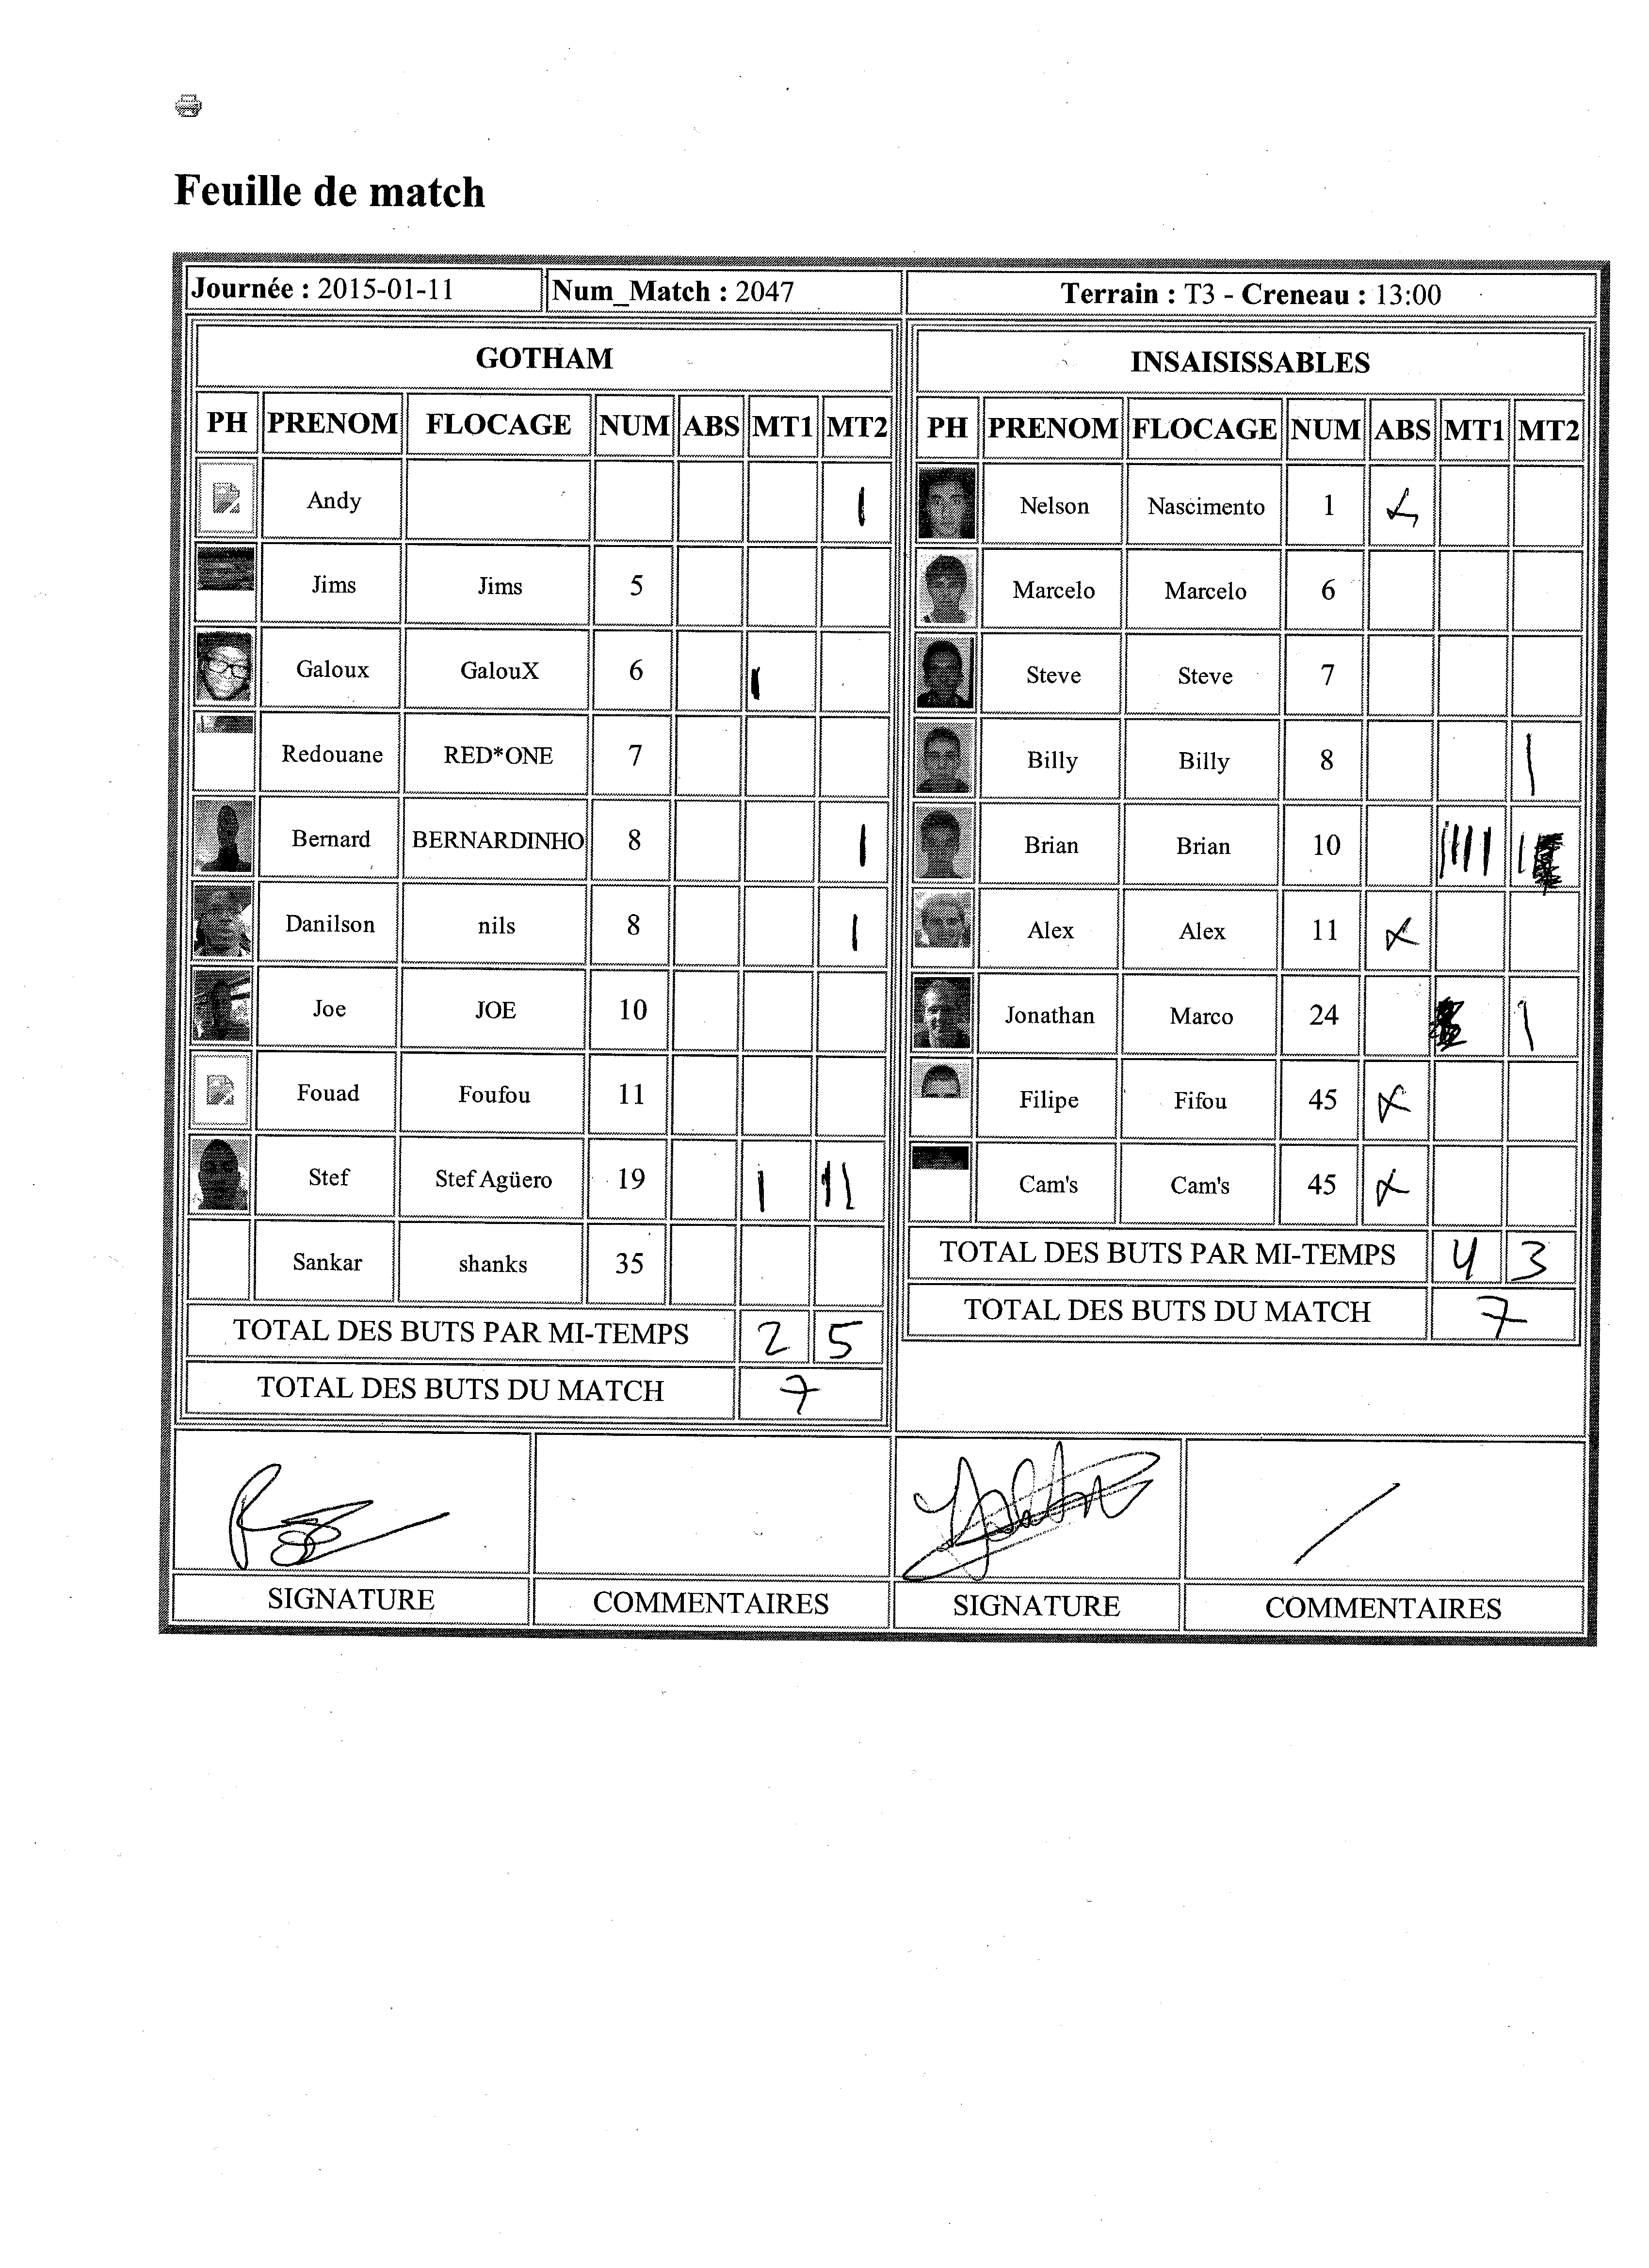 Feuille de match
Journée : 2015-01-11 Num_Match : 2047 Terrain : T3 - Creneau : 13:00
GOTHAM
PH PRENOM FLOCAGE NUM ABS MT1 MT2
Andy |
Jims Jims 5
Galoux GalouX 6 |
Redouane RED*ONE 7
Bernard BERNARDINHO 8 |
Danilson nils 8 |
Joe JOE 10
Fouad Foufou 11
Stef Stef Agüero 19 | ||
Sankar shanks 35
TOTAL DES BUTS PAR MI-TEMPS 2 5
TOTAL DES BUTS DU MATCH 7
SIGNATURE COMMENTAIRES
INSAISISSABLES
PH PRENOM FLOCAGE NUM ABS MT1 MT2
Nelson Nascimento 1 x
Marcelo Marcelo 6
Steve Steve 7
Billy Billy 8 |
Brian Brian 10 |||| |
Alex Alex 11 x
Jonathan Marco 24 |
Filipe Fifou 45 x
Cam's Cam's 45 x
TOTAL DES BUTS PAR MI-TEMPS 4 3
TOTAL DES BUTS DU MATCH 7
SIGNATURE COMMENTAIRES